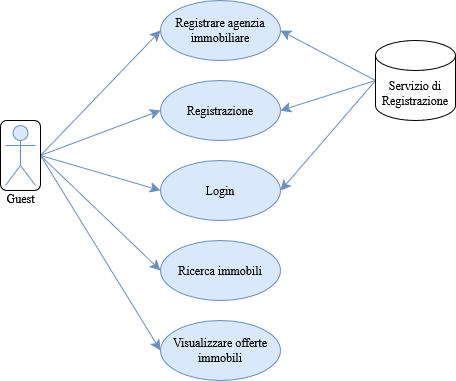 Registrare agenzia
immobiliare
Servizio di
Registrazione
Registrazione
Guest
Login
Ricerca immobili
Visualizzare offerte
immobili